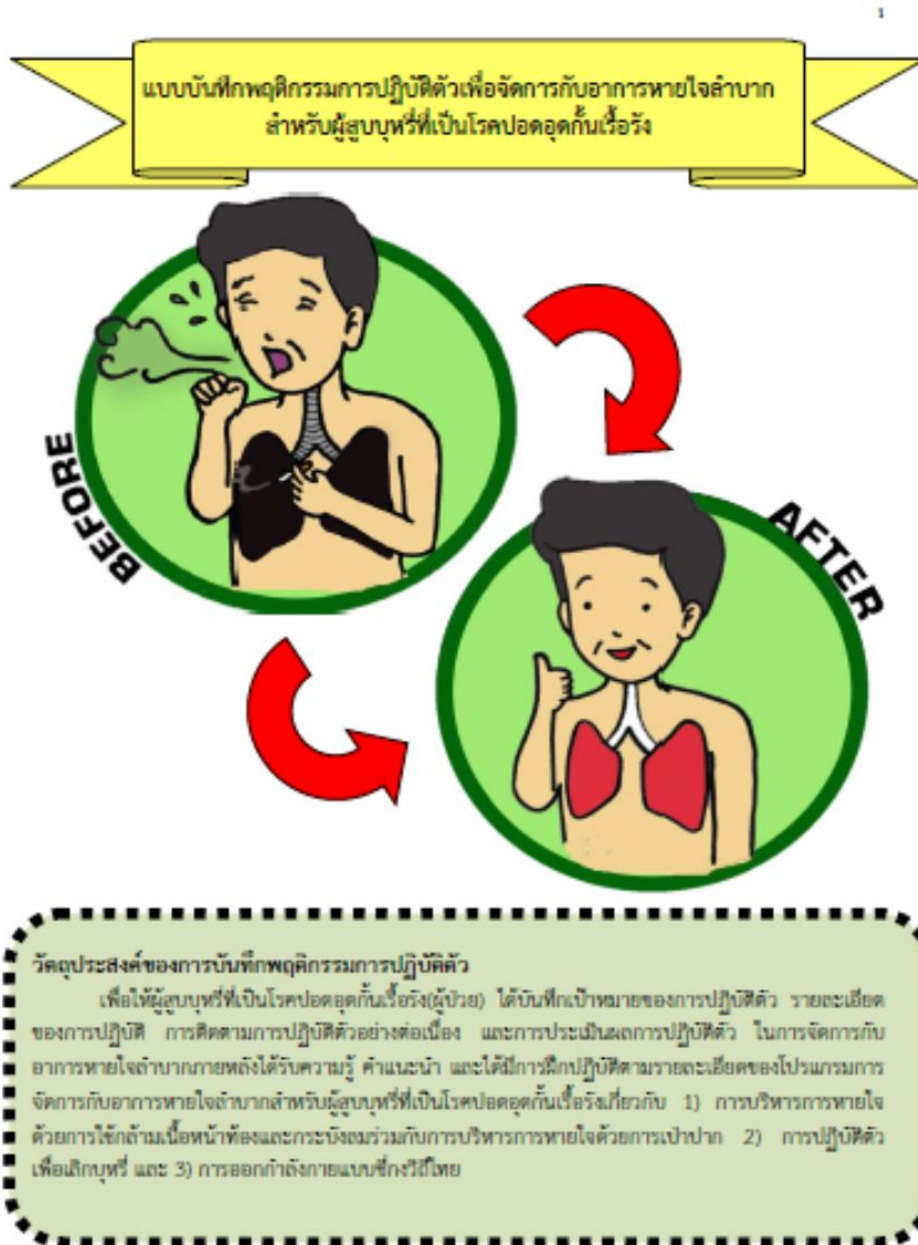 1
แบบบันทึกพฤติกรรมการปฏิบัติตัวเพื่อจัดการกับอาการหายใจลำบาก
สำหรับผู้สูบบุหรี่ที่เป็นโรคปอดอุดกั้นเรื้อรัง
BEFORE
AFTER
วัตถุประสงค์ของการบันทึกพฤติกรรมการปฏิบัติตัว
เพื่อให้ผู้สูบบุหรี่ที่เป็นโรคปอดอุดกั้นเรื้อรัง(ผู้ป่วย) ได้บันทึกเป้าหมายของการปฏิบัติตัว รายละเอียด
ของการปฏิบัติ การติดตามการปฏิบัติตัวอย่างต่อเนื่อง และการประเมินผลการปฏิบัติตัว ในการจัดการกับ
อาการหายใจลำบากภายหลังได้รับความรู้ คำแนะนำ และได้มีการฝึกปฏิบัติตามรายละเอียดของโปรแกรมการ
จัดการกับอาการหายใจลำบากสำหรับผู้สูบบุหรี่ที่เป็นโรคปอดอุดกั้นเรื้อรังเกี่ยวกับ 1) การบริหารการหายใจ
ด้วยการใช้กล้ามเนื้อหน้าท้องและกระบังลมร่วมกับการบริหารการหายใจด้วยการเป่าปาก 2) การปฏิบัติตัว
เพื่อเลิกบุหรี่ และ 3) การออกกำลังกายแบบชี่กงวิถีไทย